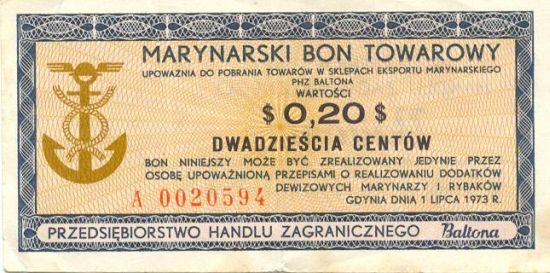 MARYNARSKI BON TOWAROWY
UPOWAŻNIA DO POBRANIA TOWARÓW W SKLEPACH EKSPORTU MARYNARSKIEGO
PHZ BALTONA
WARTOŚCI
$ 0,20 $
DWADZIEŚCIA CENTÓW
BON NINIEJSZY MOŻE BYĆ ZREALIZOWANY JEDYNIE PRZEZ
OSOBĘ UPOWAŻNIONĄ PRZEPISAMI O REALIZOWANIU DODATKÓW
DEWIZOWYCH MARYNARZY I RYBAKÓW
A 0020594
GDYNIA DNIA 1 LIPCA 1973 R.
PRZEDSIĘBIORSTWO HANDLU ZAGRANICZNEGO Baltona